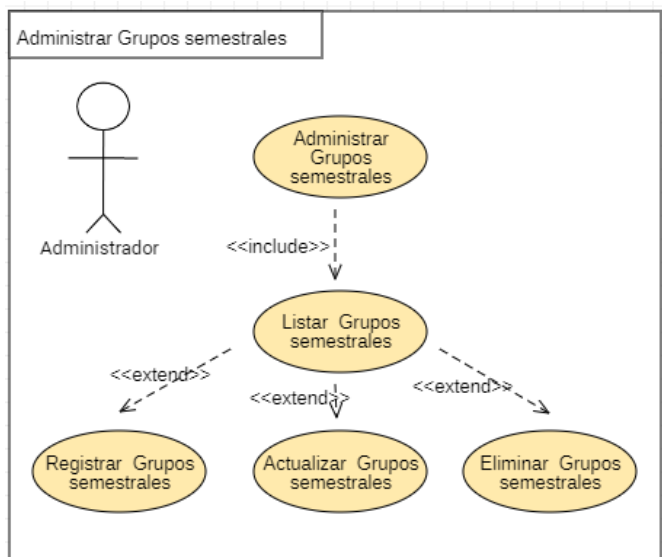 Administrar Grupos semestrales
Administrar
Grupos
semestrales
Administrador
<<include>>
Listar Grupos
semestrales
<<extend>>
<<extend>>
<<extend>>
Registrar Grupos
semestrales
Actualizar Grupos
semestrales
Eliminar Grupos
semestrales